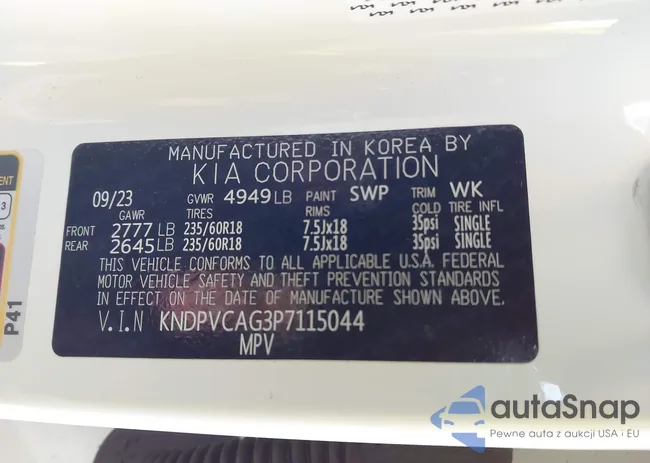 MANUFACTURED IN KOREA BY
KIA CORPORATION
09/23 GVWR 4949 LB PAINT SWP TRIM WK
GAWR TIRES RIMS COLD TIRE INFL
FRONT 2777 LB 235/60R18 7.5Jx18 35psi SINGLE
REAR 2645 LB 235/60R18 7.5Jx18 35psi SINGLE
THIS VEHICLE CONFORMS TO ALL APPLICABLE U.S.A. FEDERAL
MOTOR VEHICLE SAFETY AND THEFT PREVENTION STANDARDS
IN EFFECT ON THE DATE OF MANUFACTURE SHOWN ABOVE.
V.I.N KNDPVCAG3P7115044
MPV
P41
autaSnap
Pewne auta z aukcji USA i EU